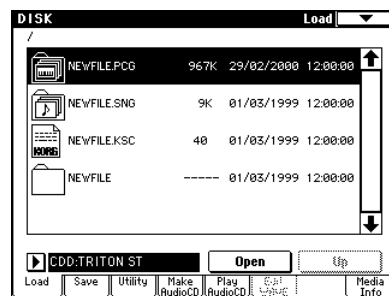 DISK Load
/
NEWFILE.PCG 967K 29/02/2000 12:00:00
NEWFILE.SNG 9K 01/03/1999 12:00:00
KORG NEWFILE.KSC 40 01/03/1999 12:00:00
NEWFILE ----- 01/03/1999 12:00:00
CDD:TRITON ST Open Up
Load Save Utility Make AudioCD Play AudioCD Edit WAVE Media Info